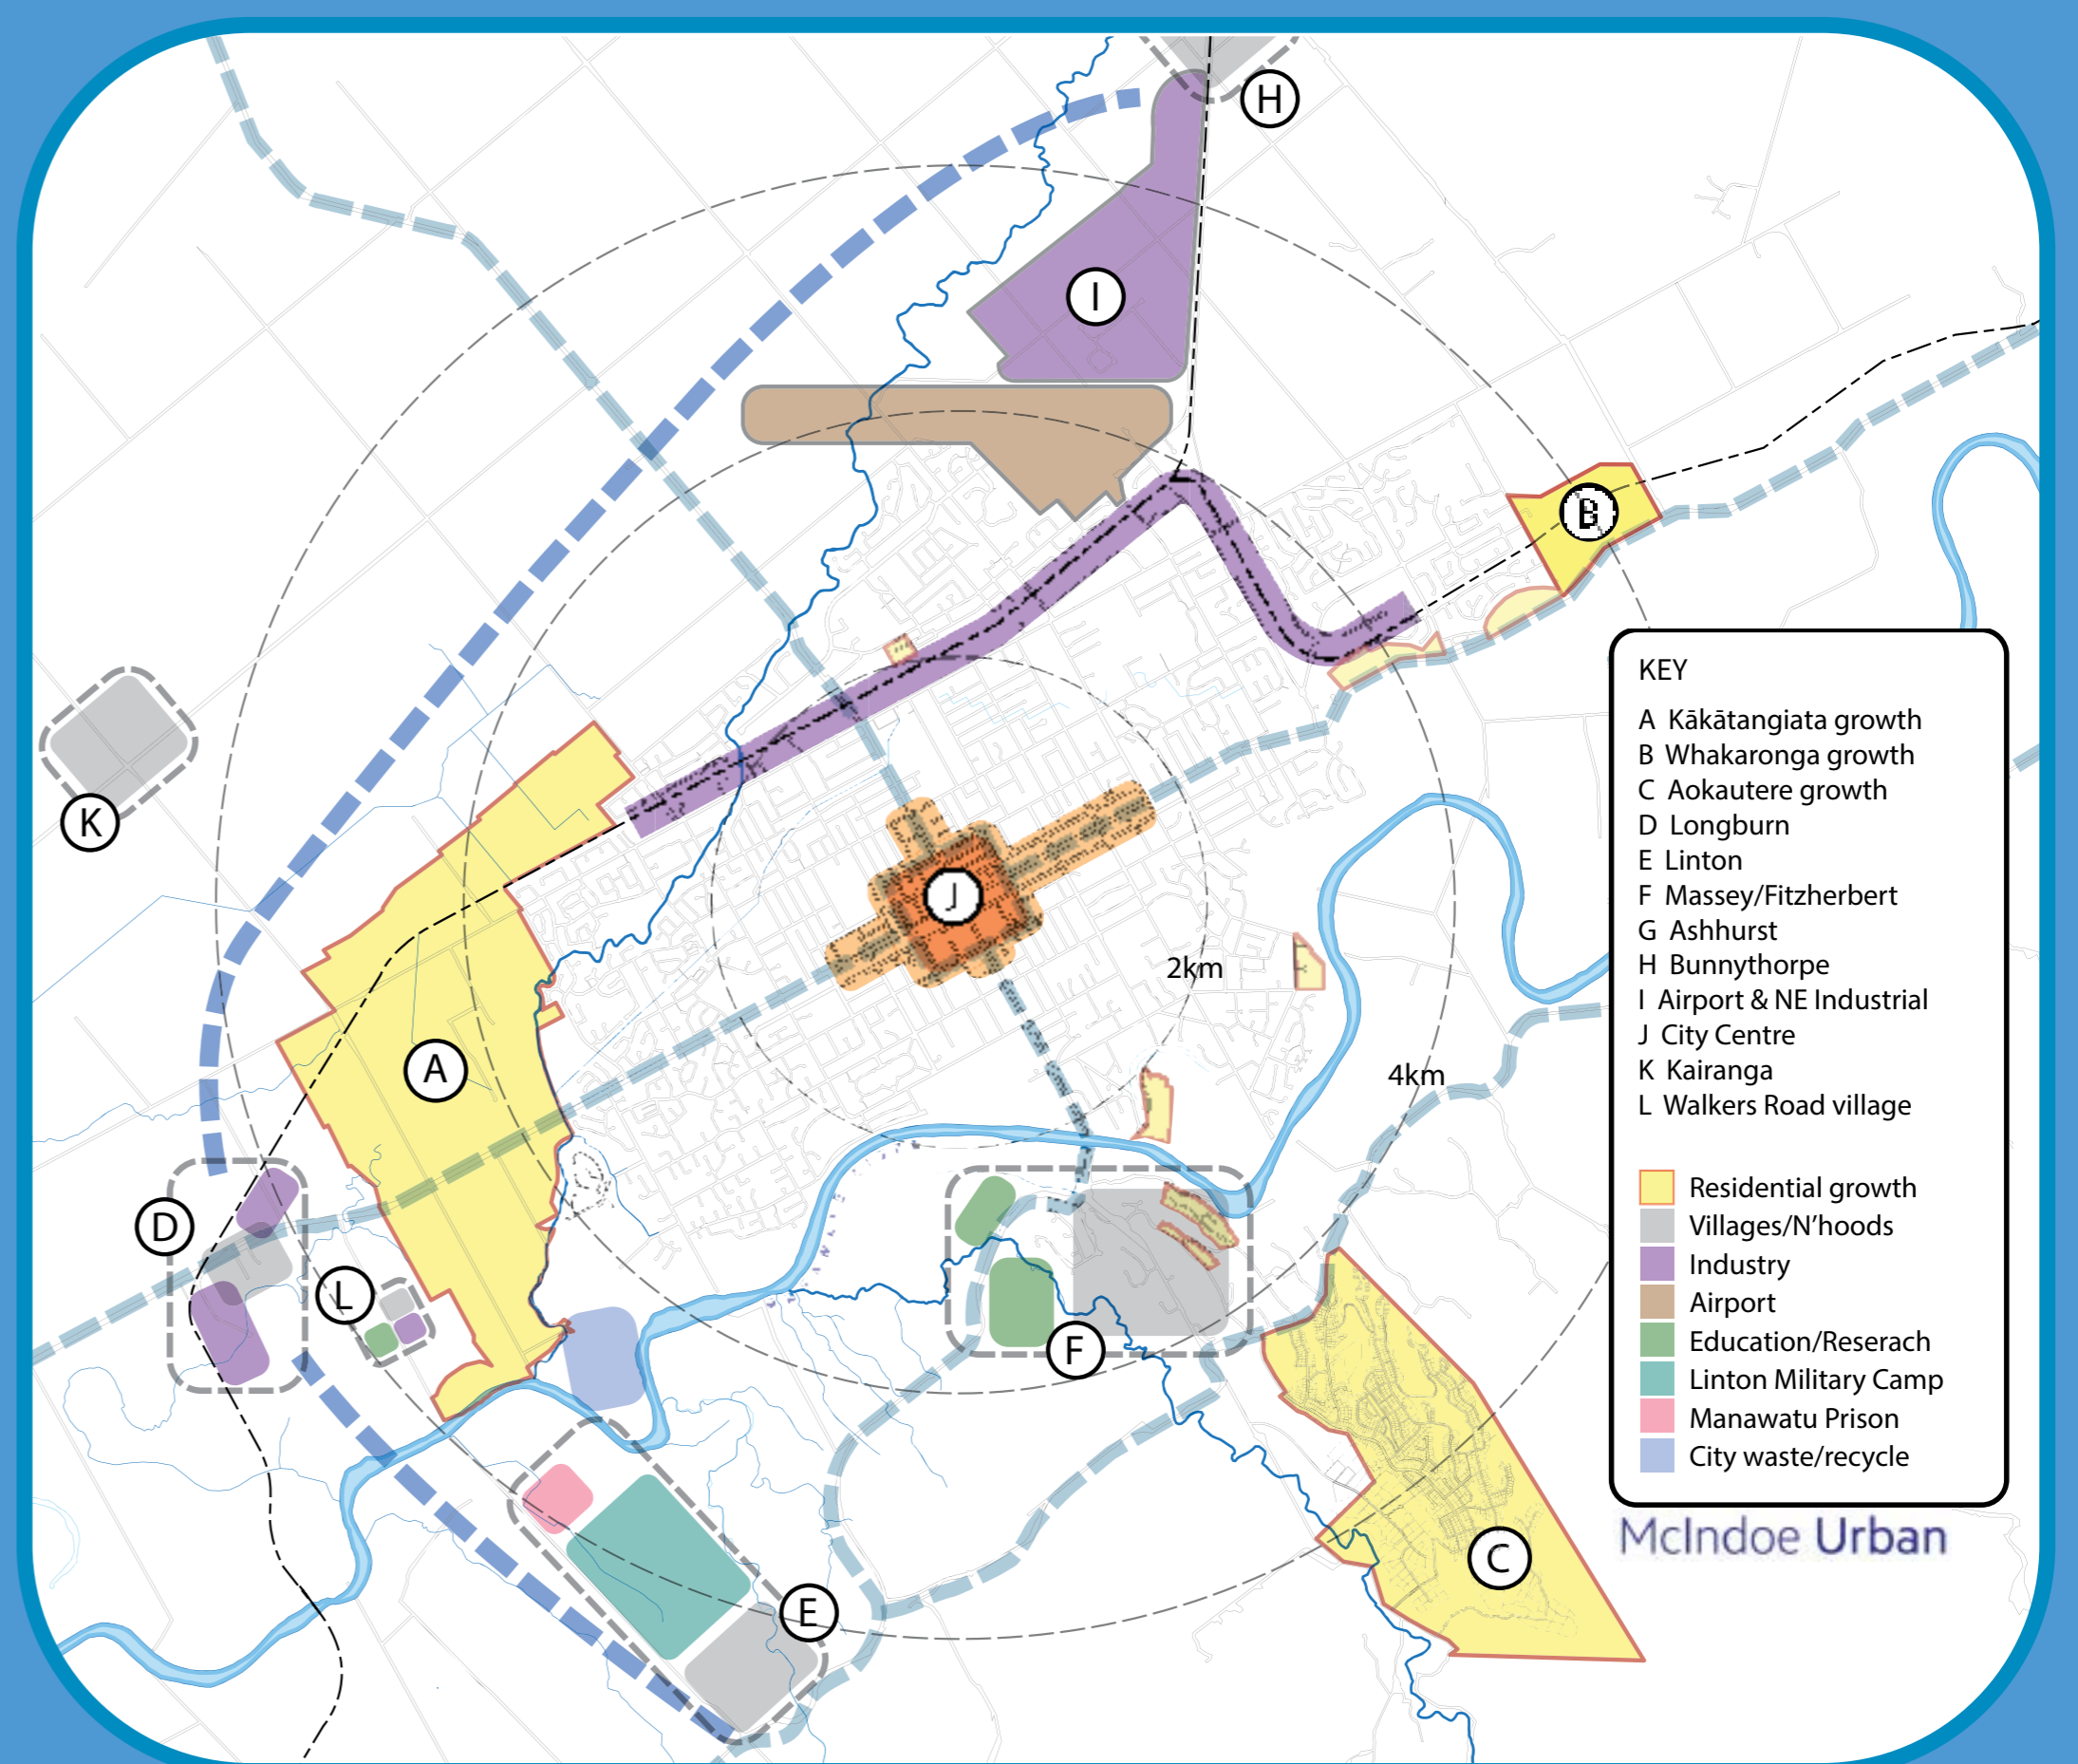 H
I
B
K
J
2km
A
4km
D
L
F
E
C
KEY
A Kākātangiata growth
B Whakaronga growth
C Aokautere growth
D Longburn
E Linton
F Massey/Fitzherbert
G Ashhurst
H Bunnythorpe
I Airport & NE Industrial
J City Centre
K Kairanga
L Walkers Road village
Residential growth
Villages/N'hoods
Industry
Airport
Education/Reserach
Linton Military Camp
Manawatu Prison
City waste/recycle
McIndoe Urban